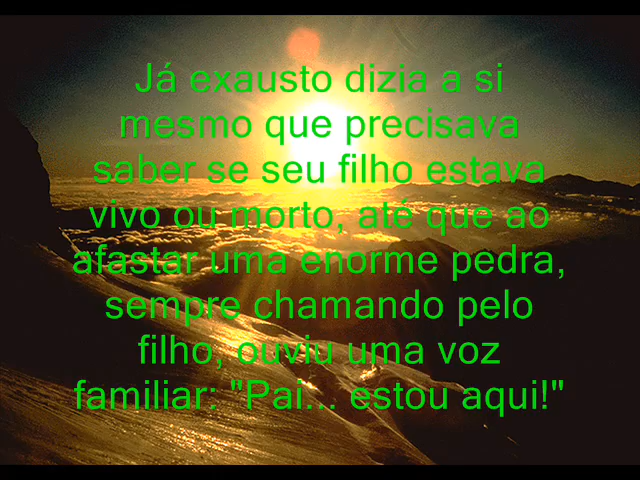 Já exausto dizia a si
mesmo que precisava
saber se seu filho estava
vivo ou morto, até que ao
afastar uma enorme pedra,
sempre chamando pelo
filho, ouviu uma voz
familiar: "Pai... estou aqui!"